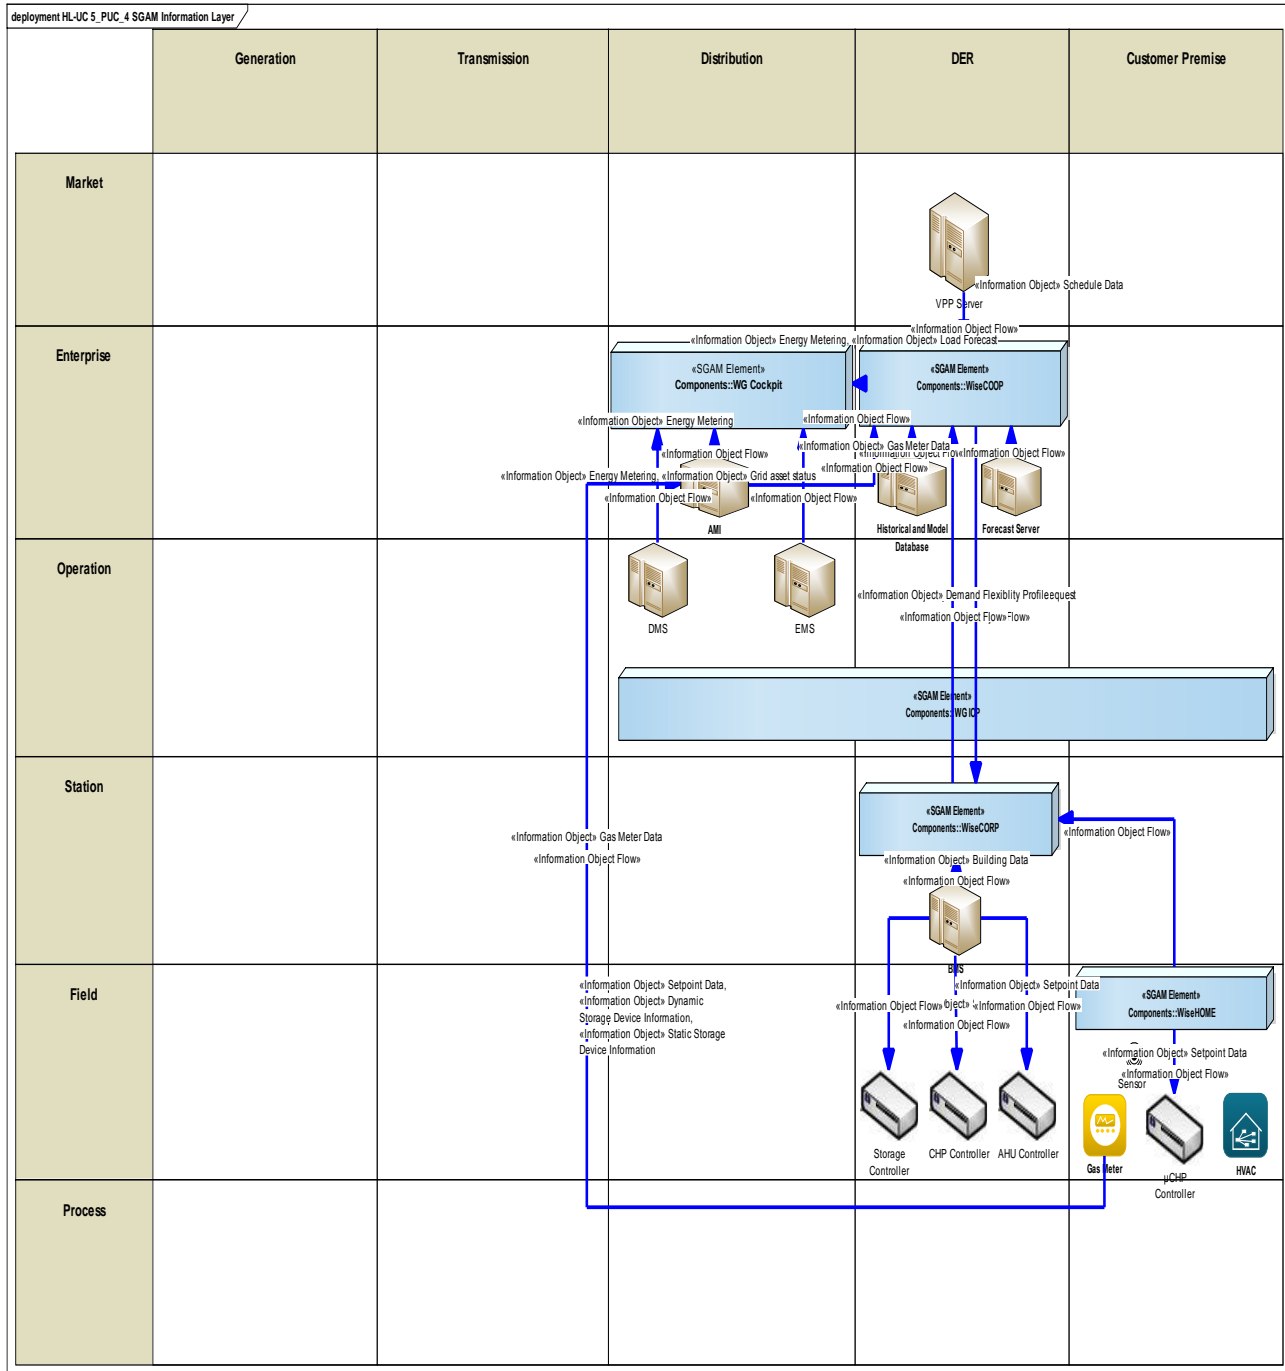 deployment HL-UC 5_PUC_4 SGAM Information Layer
Generation
Transmission
Distribution
DER
Customer Premise
Market
«Information Object» Schedule Data
VPP Server
«Information Object Flow»
Enterprise
«Information Object» Energy Metering, «Information Object» Load Forecast
«SGAM Element»
Components::WG Cockpit
«SGAM Element»
Components::WiseCOOP
«Information Object» Energy Metering
«Information Object Flow»
«Information Object Flow»
«Information Object» Gas Meter Data
«Information Object Flow»
«Information Object Flow»
«Information Object Flow»
«Information Object» Energy Metering, «Information Object» Grid asset status
«Information Object Flow»
«Information Object Flow»
AMI
Historical and Model
Database
Forecast Server
Operation
DMS
EMS
«Information Object» Demand Flexiblity Profile
equest
«Information Object Flow»
Flow»
«SGAM Element»
Components::WG IOP
Station
«SGAM Element»
Components::WiseCORP
«Information Object Flow»
«Information Object» Gas Meter Data
«Information Object Flow»
«Information Object» Building Data
«Information Object Flow»
BMS
Field
«Information Object» Setpoint Data,
«Information Object» Dynamic
Storage Device Information,
«Information Object» Static Storage
Device Information
«Information Object» Setpoint Data
«Information Object Flow»
«Information Object Flow»
«Information Object Flow»
«SGAM Element»
Components::WiseHOME
«Information Object» Setpoint Data
«Information Object Flow»
Sensor
Storage
Controller
CHP Controller
AHU Controller
Gas Meter
µCHP
Controller
HVAC
Process